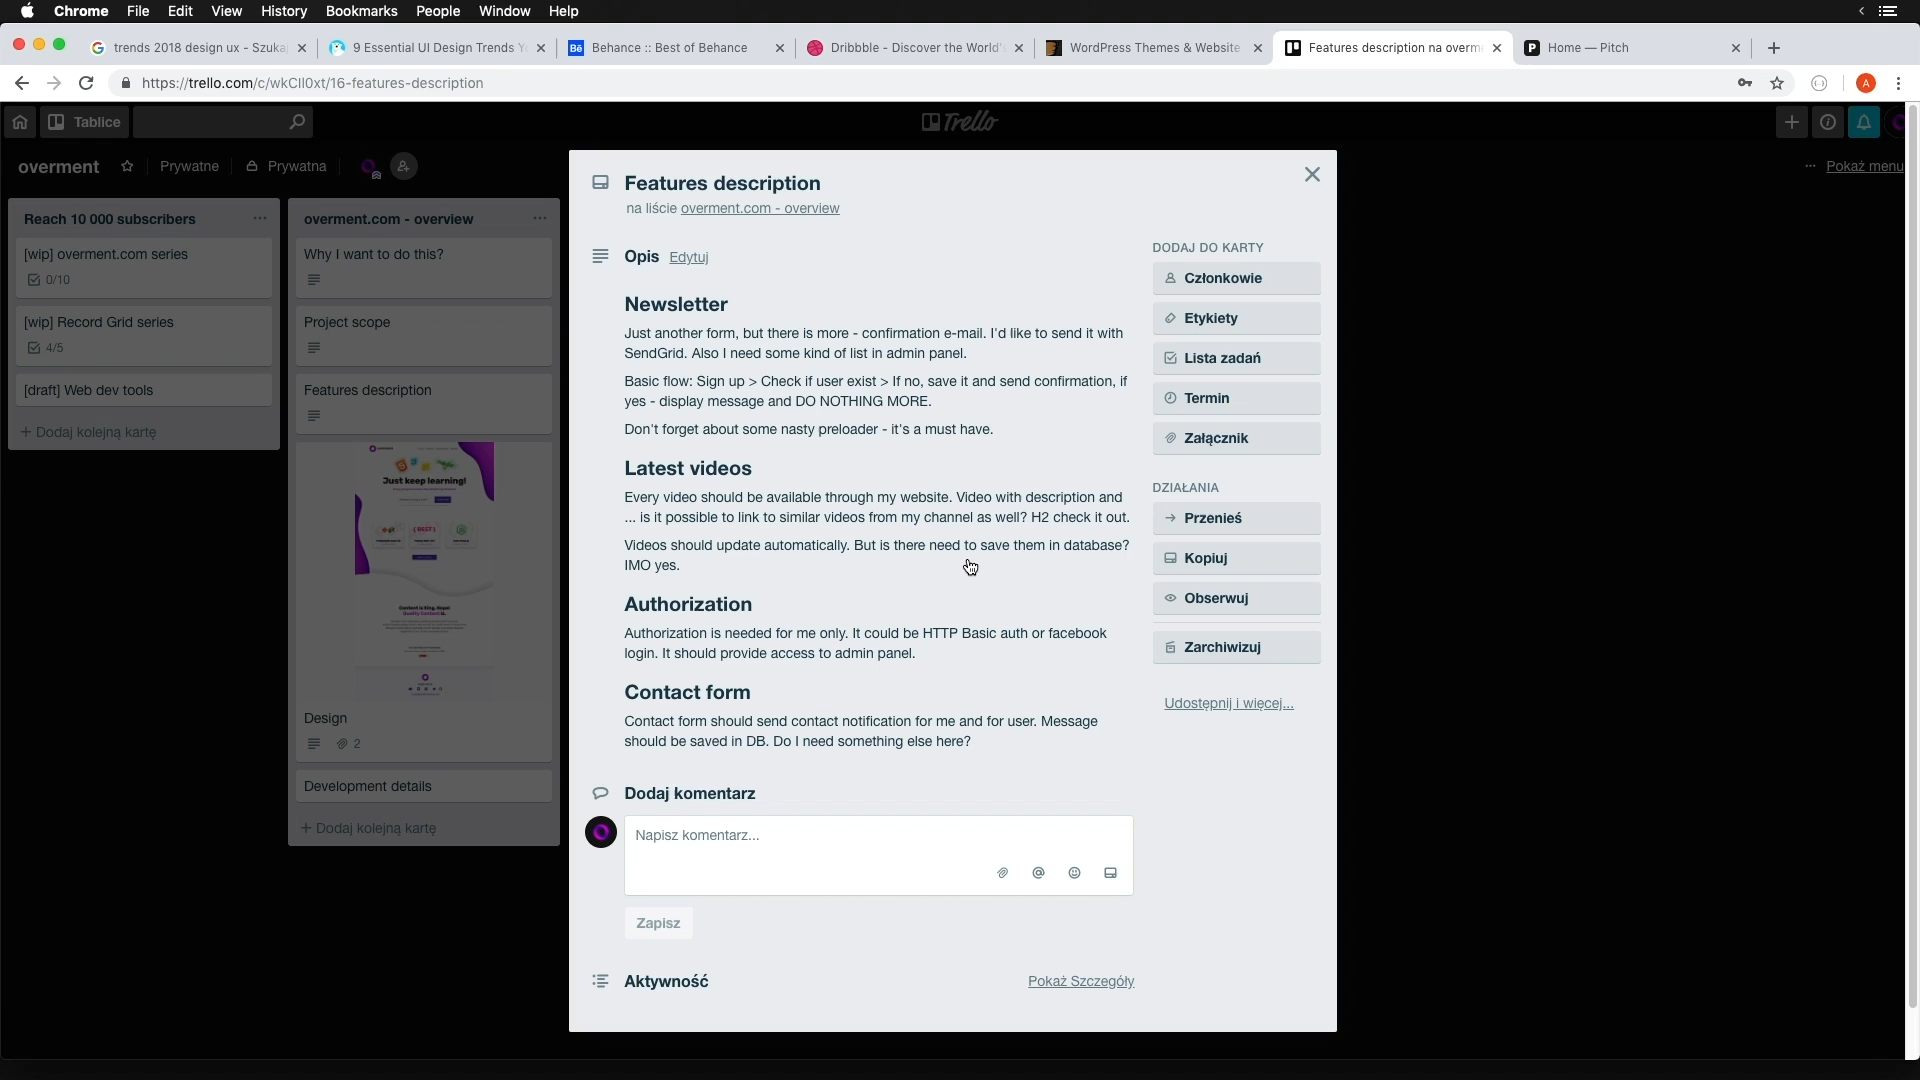 Chrome File Edit View History Bookmarks People Window Help
trends 2018 design ux - Szuka
9 Essential UI Design Trends Y
Behance :: Best of Behance
Dribbble - Discover the World's
WordPress Themes & Website
Features description na overm
Home — Pitch
https://trello.com/c/wkCIl0xt/16-features-description
Tablice
Trello
overment Prywatne Prywatna
Pokaż menu
Reach 10 000 subscribers
[wip] overment.com series
0/10
[wip] Record Grid series
4/5
[draft] Web dev tools
+ Dodaj kolejną kartę
overment.com - overview
Why I want to do this?
Project scope
Features description
Just keep learning!
Design
2
Development details
+ Dodaj kolejną kartę
Features description
na liście overment.com - overview
Opis Edytuj
Newsletter
Just another form, but there is more - confirmation e-mail. I'd like to send it with
SendGrid. Also I need some kind of list in admin panel.
Basic flow: Sign up > Check if user exist > If no, save it and send confirmation, if
yes - display message and DO NOTHING MORE.
Don't forget about some nasty preloader - it's a must have.
Latest videos
Every video should be available through my website. Video with description and
... is it possible to link to similar videos from my channel as well? H2 check it out.
Videos should update automatically. But is there need to save them in database?
IMO yes.
Authorization
Authorization is needed for me only. It could be HTTP Basic auth or facebook
login. It should provide access to admin panel.
Contact form
Contact form should send contact notification for me and for user. Message
should be saved in DB. Do I need something else here?
Dodaj komentarz
Napisz komentarz...
Zapisz
Aktywność
Pokaż Szczegóły
DODAJ DO KARTY
Członkowie
Etykiety
Lista zadań
Termin
Załącznik
DZIAŁANIA
Przenieś
Kopiuj
Obserwuj
Zarchiwizuj
Udostępnij i więcej...